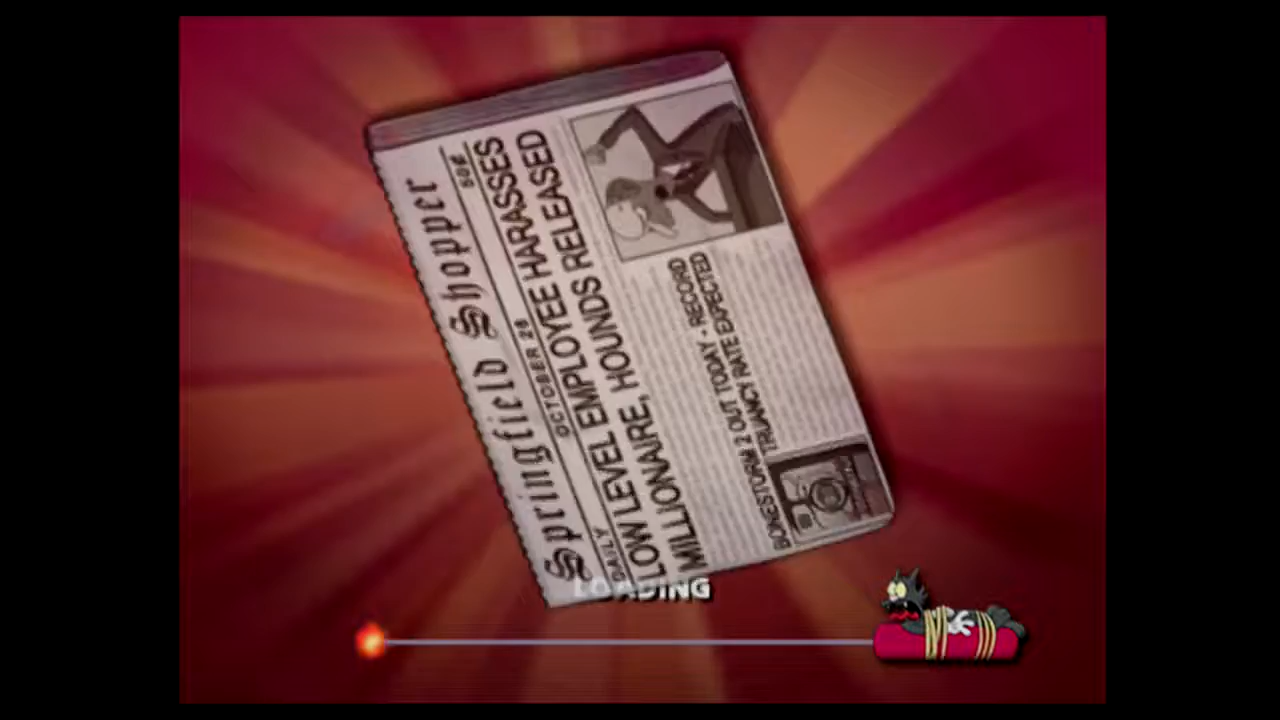 Springfield Shopper
DAILY OCTOBER 28 50¢
LOW LEVEL EMPLOYEE HARASSES
MILLIONAIRE, HOUNDS RELEASED
BONESTORM 2 OUT TODAY - RECORD
TRUANCY RATE EXPECTED
LOADING